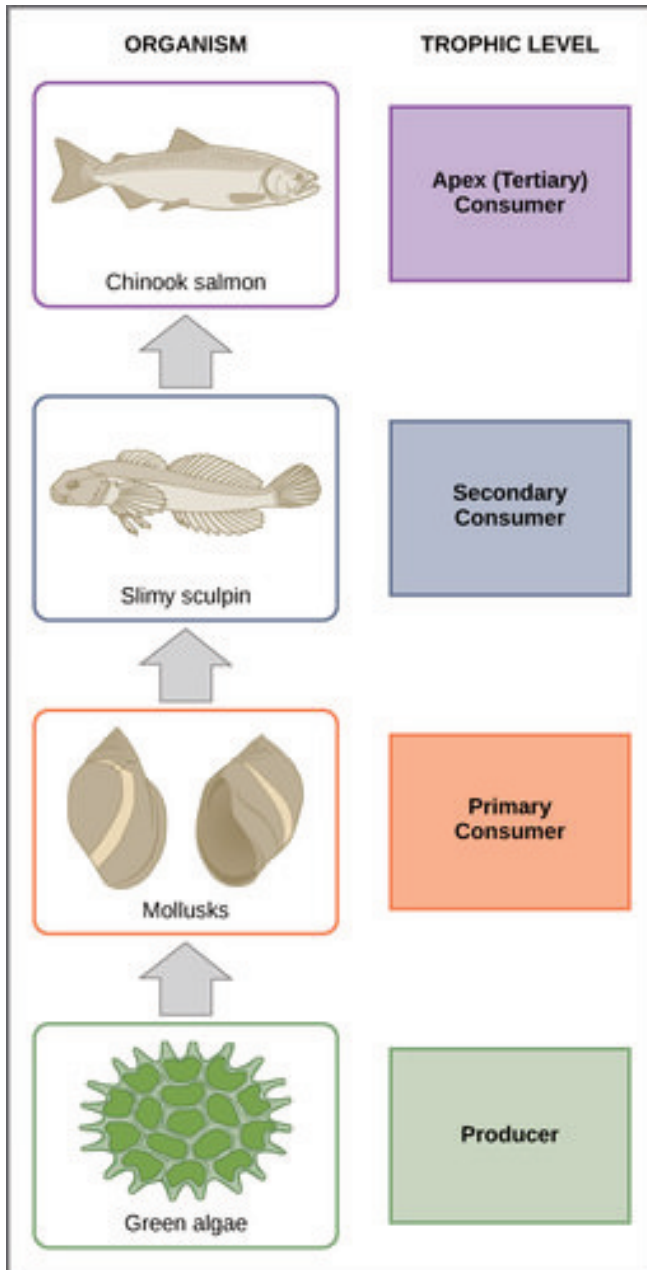 ORGANISM
TROPHIC LEVEL
Chinook salmon
Apex (Tertiary)
Consumer
Slimy sculpin
Secondary
Consumer
Mollusks
Primary
Consumer
Green algae
Producer